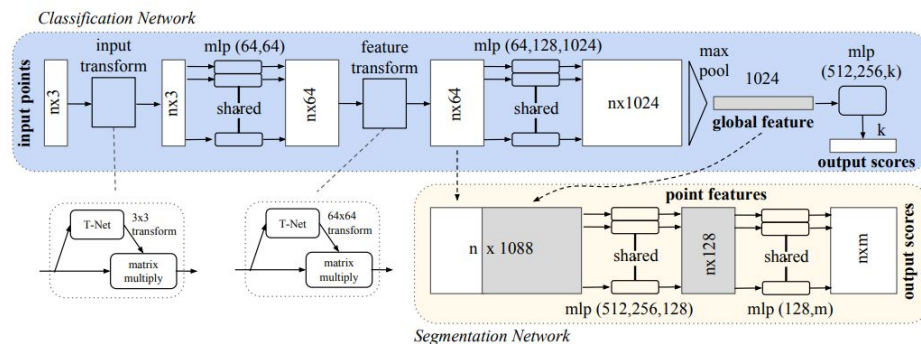 Classification Network
input points
nx3
input
transform
nx3
mlp (64,64)
shared
nx64
feature
transform
nx64
mlp (64,128,1024)
shared
nx1024
max
pool
1024
global feature
mlp
(512,256,k)
k
output scores
T-Net
3x3
transform
matrix
multiply
T-Net
64x64
transform
matrix
multiply
point features
n x 1088
shared
mlp (512,256,128)
nx128
shared
mlp (128,m)
nxm
output scores
Segmentation Network